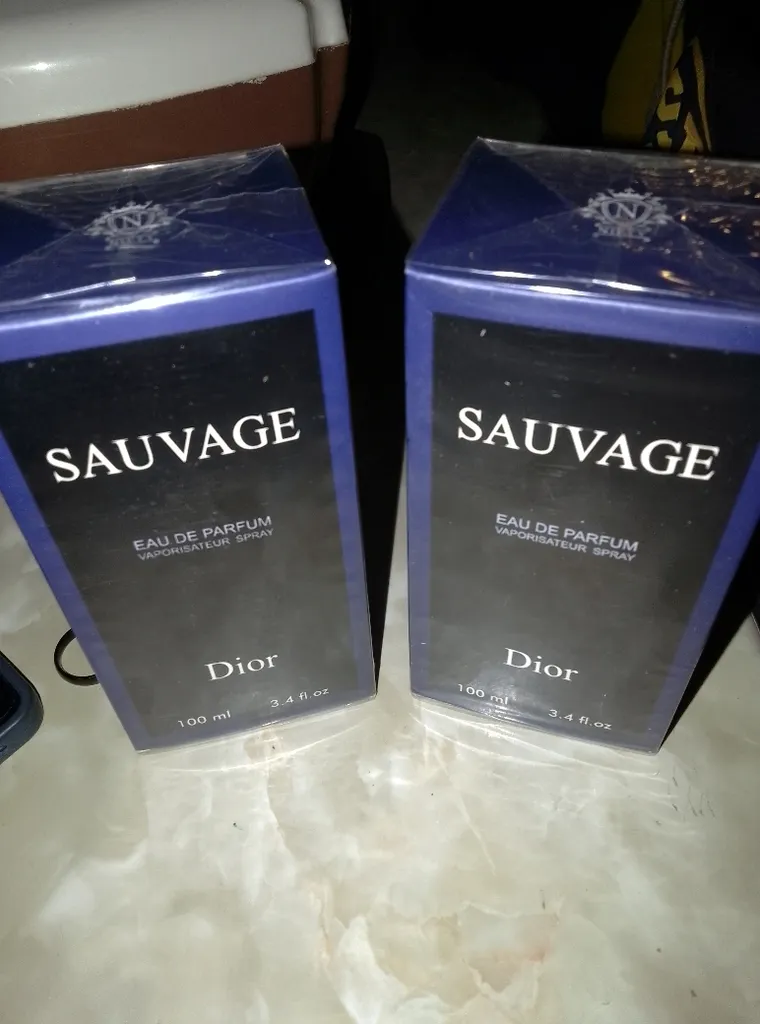 N
SAUVAGE
EAU DE PARFUM
VAPORISATEUR SPRAY
Dior
100 ml 3.4 fl.oz
N
SAUVAGE
EAU DE PARFUM
VAPORISATEUR SPRAY
Dior
100 ml 3.4 fl.oz